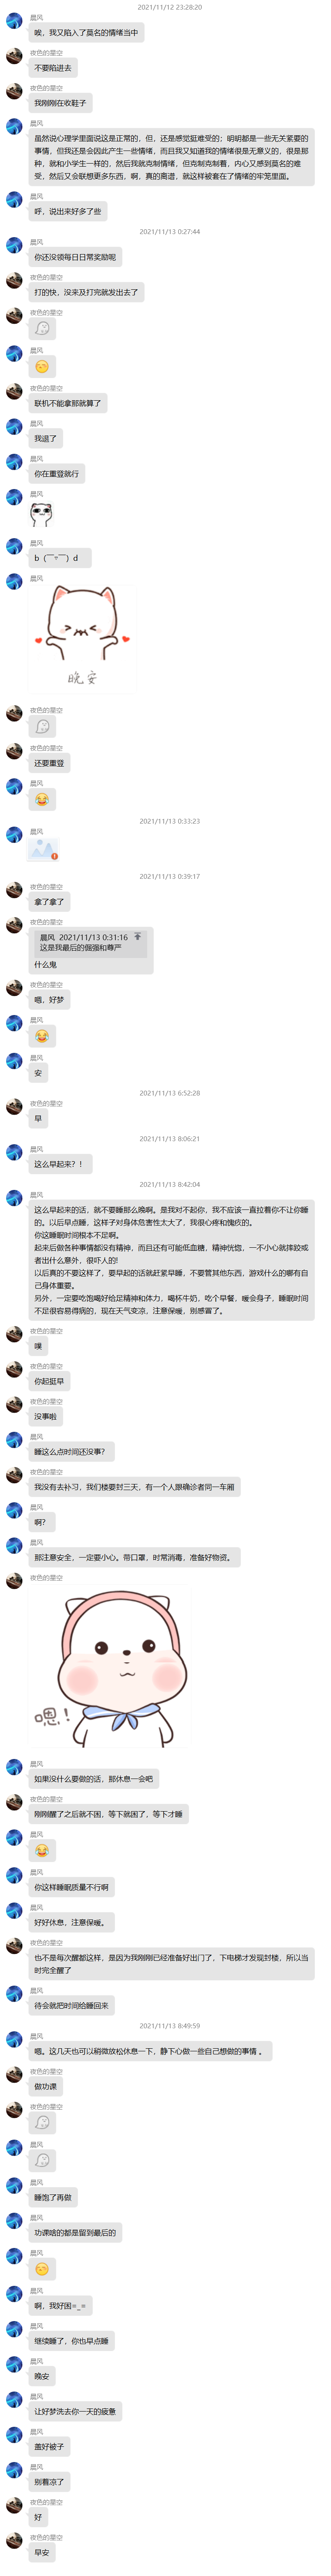 2021/11/12 23:28:20
晨风
唉，我又陷入了莫名的情绪当中
夜色的星空
不要陷进去
夜色的星空
我刚刚在收鞋子
晨风
虽然说心理学里面说这是正常的，但，还是感觉挺难受的；明明都是一些无关紧要的
事情，但我还是会因此产生一些情绪，而且我又知道我的情绪很是无意义的，很是那
种，就和小学生一样的，然后我就克制情绪，但克制克制着，内心又感到莫名的难
受，然后又会联想更多东西，啊，真的离谱，就这样被套在了情绪的牢笼里面。
晨风
呼，说出来好多了些
2021/11/13 0:27:44
晨风
你还没领每日日常奖励呢
夜色的星空
打的快，没来及打完就发出去了
夜色的星空
晨风
夜色的星空
联机不能拿那就算了
晨风
我退了
晨风
你在重登就行
晨风
晨风
b（￣▽￣）d
晨风
晚安
夜色的星空
夜色的星空
还要重登
晨风
2021/11/13 0:33:23
晨风
2021/11/13 0:39:17
夜色的星空
拿了拿了
夜色的星空
晨风 2021/11/13 0:31:16
这是我最后的倔强和尊严
什么鬼
夜色的星空
嗯，好梦
晨风
晨风
安
2021/11/13 6:52:28
夜色的星空
早
2021/11/13 8:06:21
晨风
这么早起来？！
2021/11/13 8:42:04
晨风
这么早起来的话，就不要睡那么晚啊。是我对不起你，我不应该一直拉着你不让你睡
的。以后早点睡，这样子对身体危害性太大了，我很心疼和愧疚的。
你这睡眠时间根本不足啊。
起来后做各种事情都没有精神，而且还有可能低血糖，精神恍惚，一不小心就摔跤或
者出什么意外，很吓人的!
以后真的不要这样了，要早起的话就赶紧早睡，不要管其他东西，游戏什么的哪有自
己身体重要。
另外，一定要吃饱喝好给足精神和体力，喝杯牛奶，吃个早餐，暖会身子，睡眠时间
不足很容易得病的，现在天气变凉，注意保暖，别感冒了。
夜色的星空
噗
夜色的星空
你起挺早
夜色的星空
没事啦
晨风
睡这么点时间还没事？
夜色的星空
我没有去补习，我们楼要封三天，有一个人跟确诊者同一车厢
晨风
啊？
晨风
那注意安全，一定要小心。带口罩，时常消毒，准备好物资。
夜色的星空
嗯！
晨风
如果没什么要做的话，那休息一会吧
夜色的星空
刚刚醒了之后就不困，等下就困了，等下才睡
晨风
晨风
你这样睡眠质量不行啊
晨风
好好休息，注意保暖。
夜色的星空
也不是每次醒都这样，是因为我刚刚已经准备好出门了，下电梯才发现封楼，所以当
时完全醒了
晨风
待会就把时间给睡回来
2021/11/13 8:49:59
晨风
嗯。这几天也可以稍微放松休息一下，静下心做一些自己想做的事情 。
夜色的星空
做功课
夜色的星空
晨风
晨风
睡饱了再做
晨风
功课啥的都是留到最后的
晨风
晨风
啊，我好困=_=
晨风
继续睡了，你也早点睡
晨风
晚安
晨风
让好梦洗去你一天的疲惫
晨风
盖好被子
晨风
别着凉了
夜色的星空
好
夜色的星空
早安